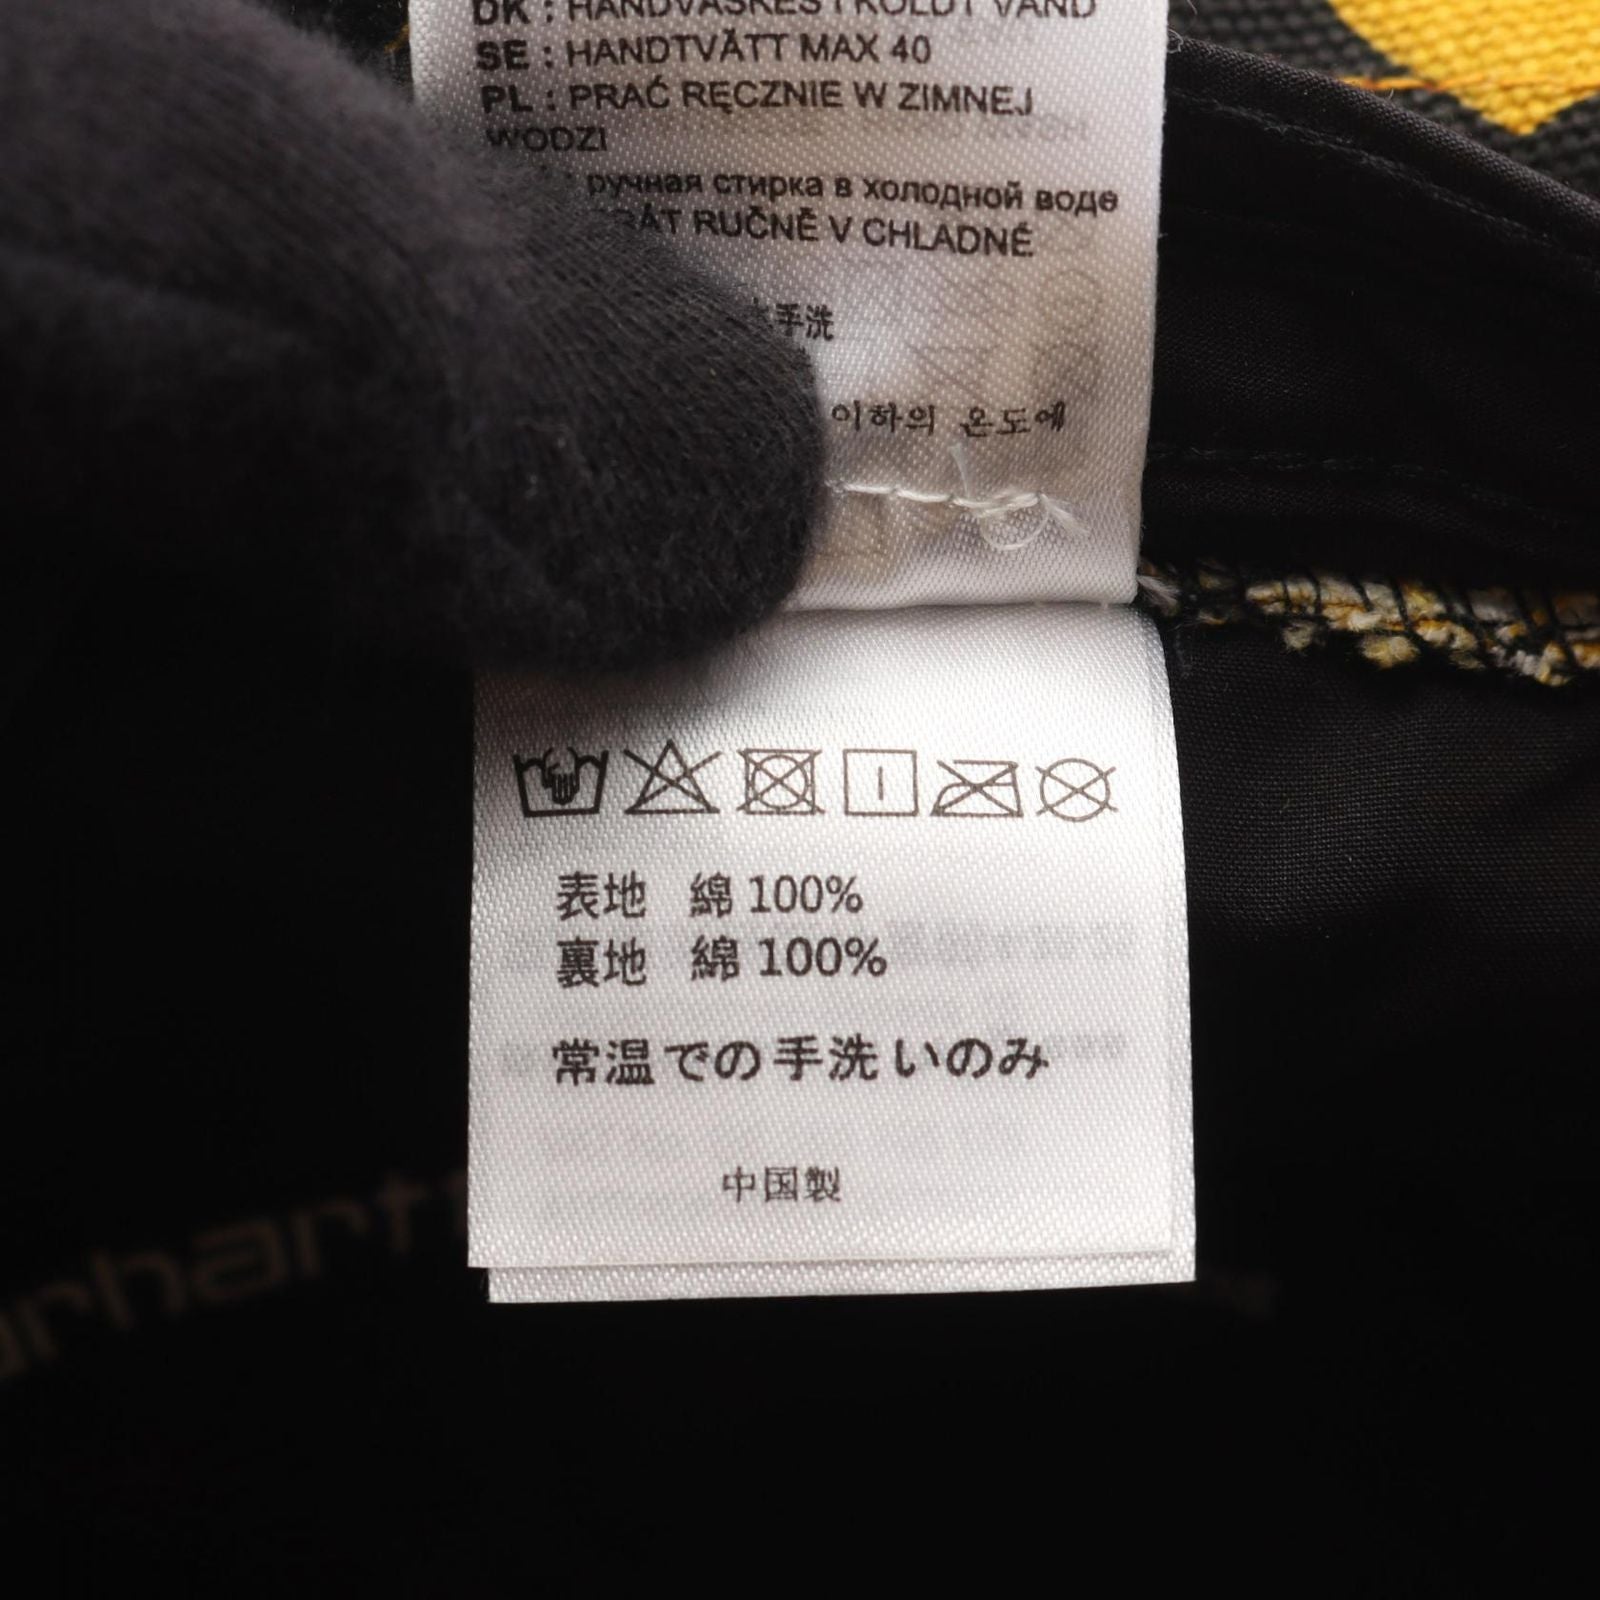 DK : HANDVASKES I KOLDT VAND
SE : HANDTVÄTT MAX 40
PL : PRAĆ RĘCZNIE W ZIMNEJ
WODZI
ручная стирка в холодной воде
RUČNĚ V CHLADNÉ
手洗
이하의 온도에
表地 綿 100%
裏地 綿 100%
常温での手洗いのみ
中国製